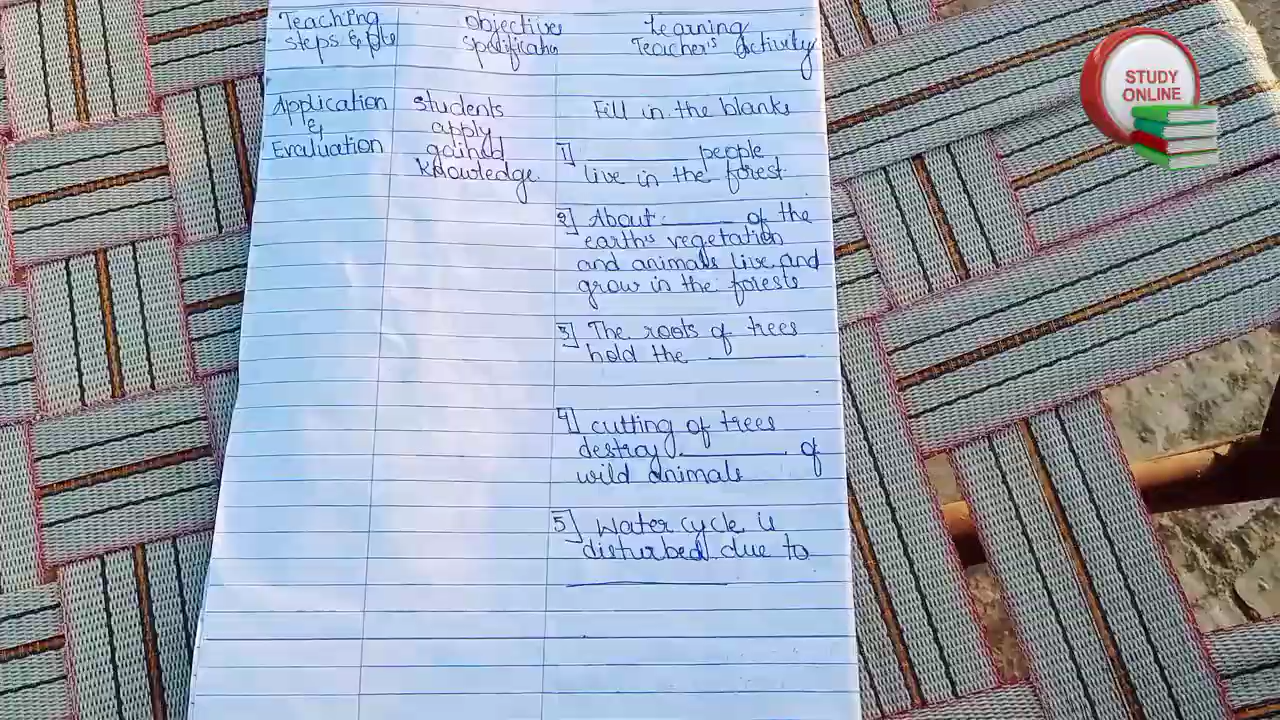 Teaching
steps & pts
objective
spetificatio
Learning
Teacher's Activity
Application
&
Evaluation
students
apply
gained
knowledge.
Fill in the blanks
1] ______ people
live in the forest.
2] About ______ of the
earth's vegetation
and animals live and
grow in the forests
3] The roots of trees
hold the ______
4] cutting of trees
destroy ______ of
wild animals
5] Water cycle is
disturbed due to
______
STUDY
ONLINE